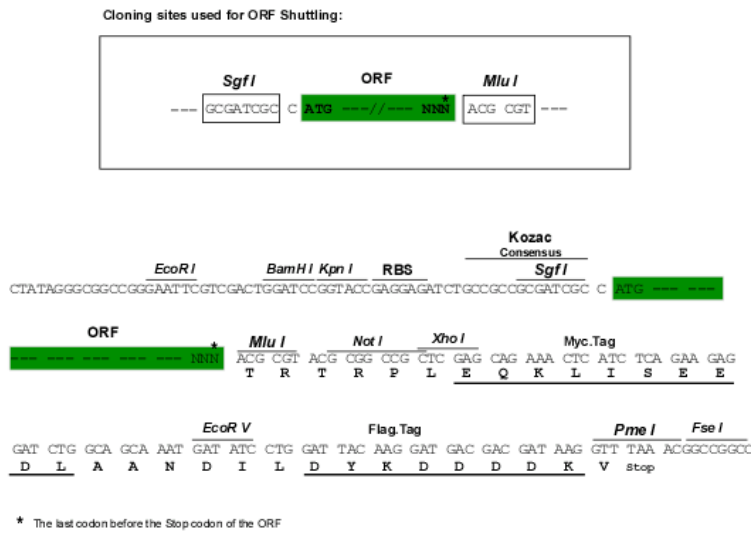 Cloning sites used for ORF Shuttling:
Sgf I ORF Mlu I
--- GCGATCGC C ATG ---//--- NNN* ACG CGT ---
Kozac
Consensus
EcoR I BamH I Kpn I RBS Sgf I
CTATAGGGCGGCCGGGAATTCGTCGACTGGATCCGGTACCGAGGAGATCTGCCGCCGCGATCGC C ATG --- ---
ORF Mlu I Not I Xho I Myc.Tag
--- --- --- --- --- --- NNN* ACG CGT ACG CGG CCG CTC GAG CAG AAA CTC ATC TCA GAA GAG
T R T R P L E Q K L I S E E
EcoR V Flag.Tag Pme I Fse I
GAT CTG GCA GCA AAT GAT ATC CTG GAT TAC AAG GAT GAC GAC GAT AAG GTT TAA ACGGCCGGCC
D L A A N D I L D Y K D D D D K V Stop
* The last codon before the Stop codon of the ORF